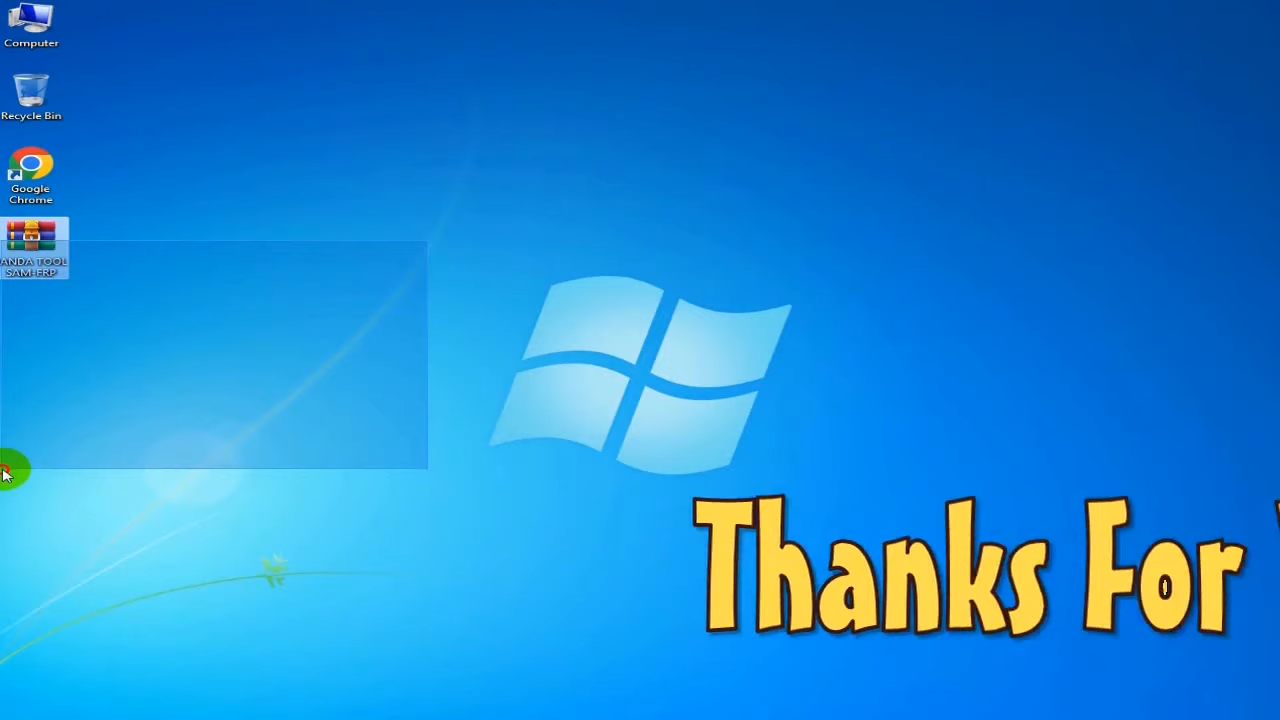 Computer
Recycle Bin
Google
Chrome
ANDA TOOL
SAM-FRP
Thanks For